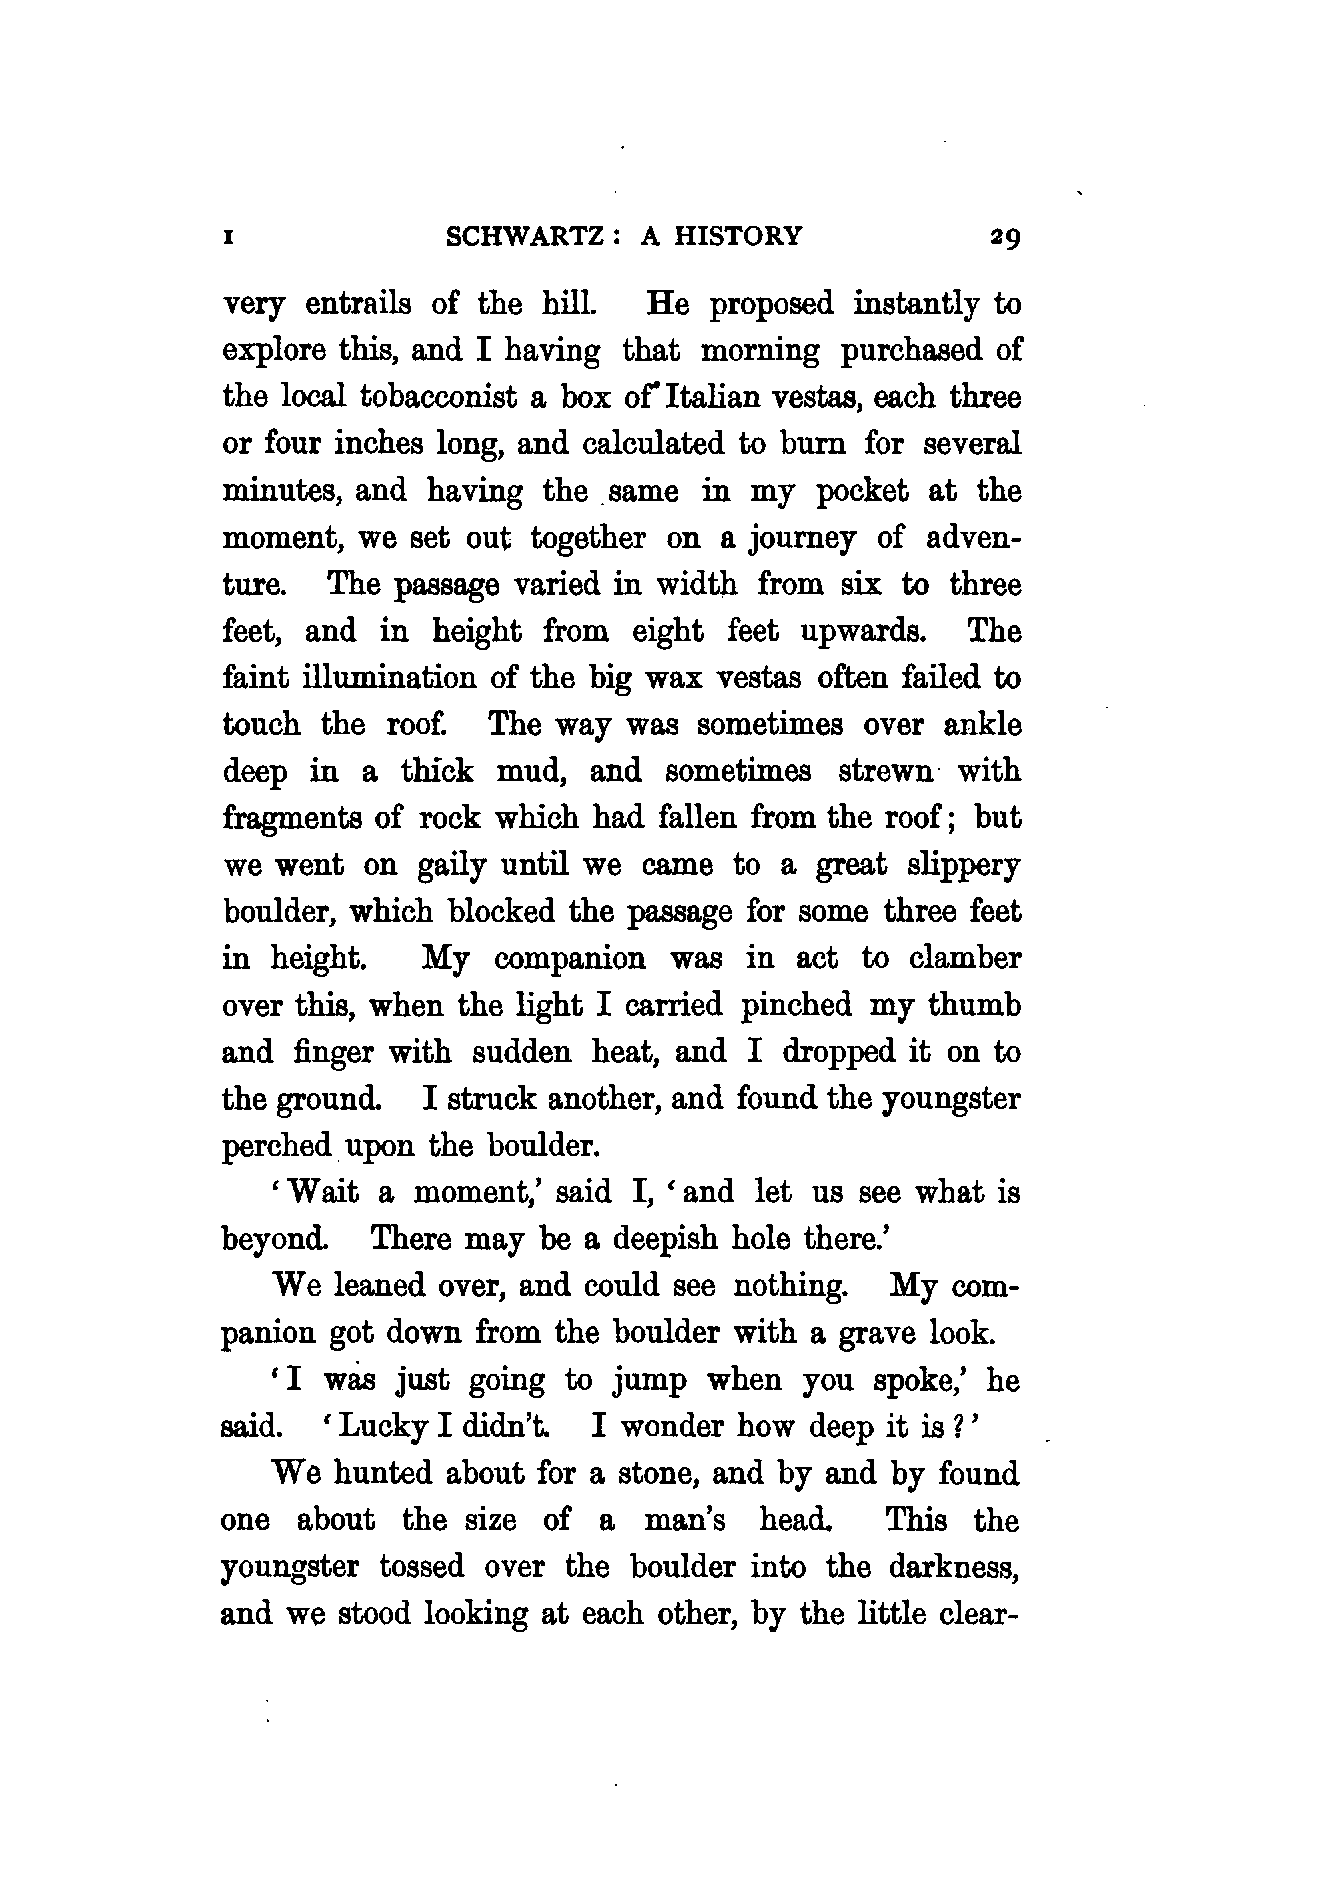 I SCHWARTZ: A HISTORY 29
very entrails of the hill. He proposed instantly to
explore this, and I having that morning purchased of
the local tobacconist a box of Italian vestas, each three
or four inches long, and calculated to burn for several
minutes, and having the same in my pocket at the
moment, we set out together on a journey of adven-
ture. The passage varied in width from six to three
feet, and in height from eight feet upwards. The
faint illumination of the big wax vestas often failed to
touch the roof. The way was sometimes over ankle
deep in a thick mud, and sometimes strewn with
fragments of rock which had fallen from the roof; but
we went on gaily until we came to a great slippery
boulder, which blocked the passage for some three feet
in height. My companion was in act to clamber
over this, when the light I carried pinched my thumb
and finger with sudden heat, and I dropped it on to
the ground. I struck another, and found the youngster
perched upon the boulder.
‘Wait a moment,’ said I, ‘and let us see what is
beyond. There may be a deepish hole there.’
We leaned over, and could see nothing. My com-
panion got down from the boulder with a grave look.
‘I was just going to jump when you spoke,’ he
said. ‘Lucky I didn't. I wonder how deep it is?’
We hunted about for a stone, and by and by found
one about the size of a man's head. This the
youngster tossed over the boulder into the darkness,
and we stood looking at each other, by the little clear-